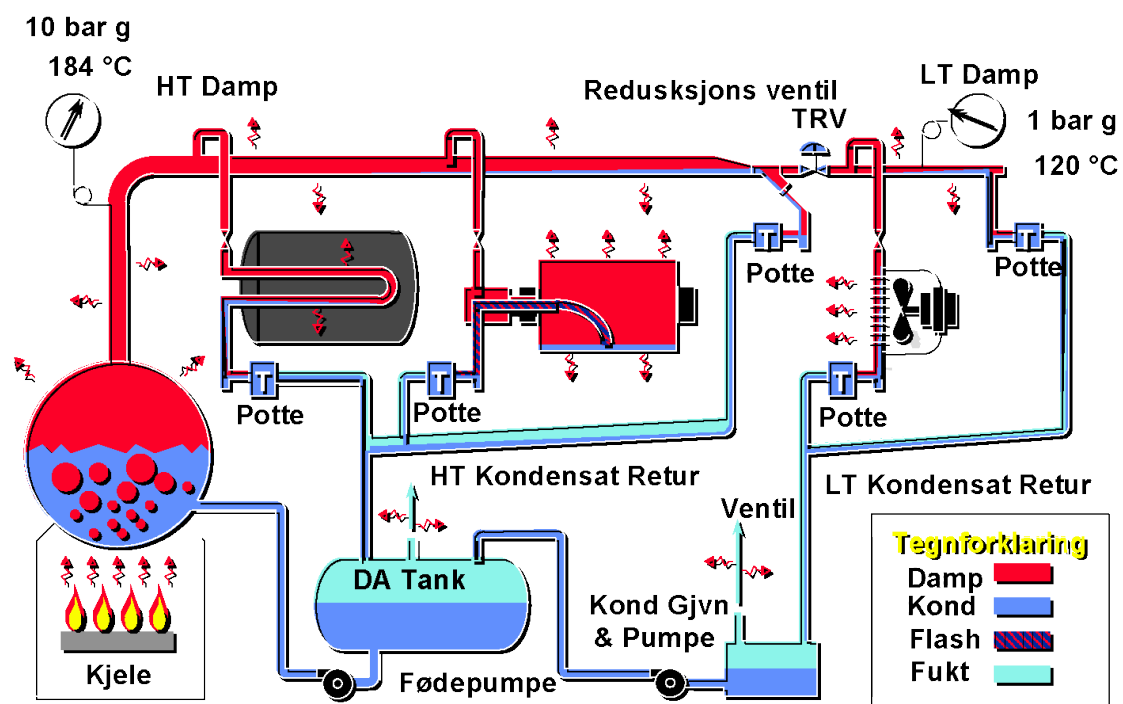 10 bar g
184 °C
HT Damp
Redusksjons ventil
TRV
LT Damp
1 bar g
120 °C
Potte
Potte
T
T
T
T
T
Potte
Potte
Potte
HT Kondensat Retur
LT Kondensat Retur
Ventil
DA Tank
Kond Gjvn
& Pumpe
Fødepumpe
Kjele
Tegnforklaring
Damp
Kond
Flash
Fukt